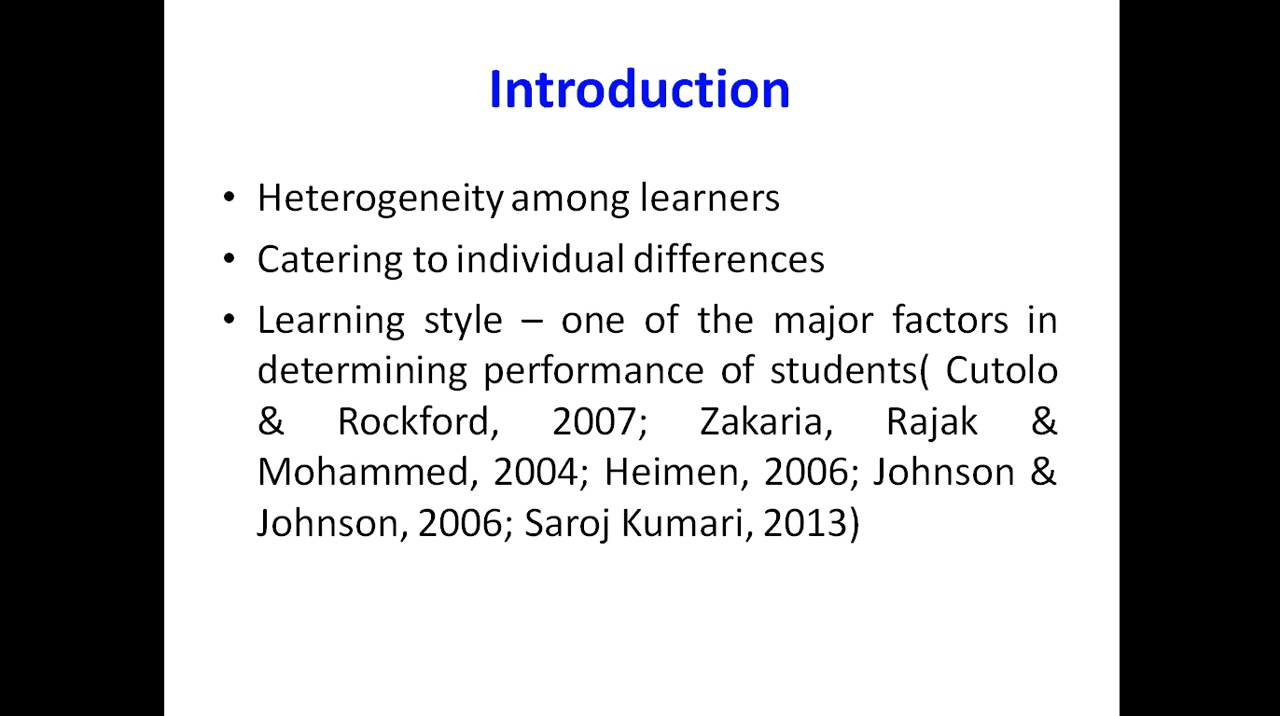 Introduction
• Heterogeneity among learners
• Catering to individual differences
• Learning style – one of the major factors in
determining performance of students( Cutolo
& Rockford, 2007; Zakaria, Rajak &
Mohammed, 2004; Heimen, 2006; Johnson &
Johnson, 2006; Saroj Kumari, 2013)